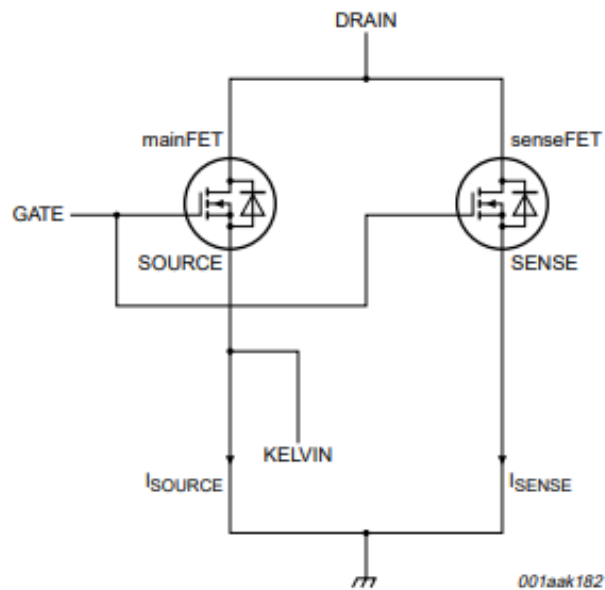 DRAIN
mainFET
senseFET
GATE
SOURCE
SENSE
KELVIN
ISOURCE
ISENSE
001aak182